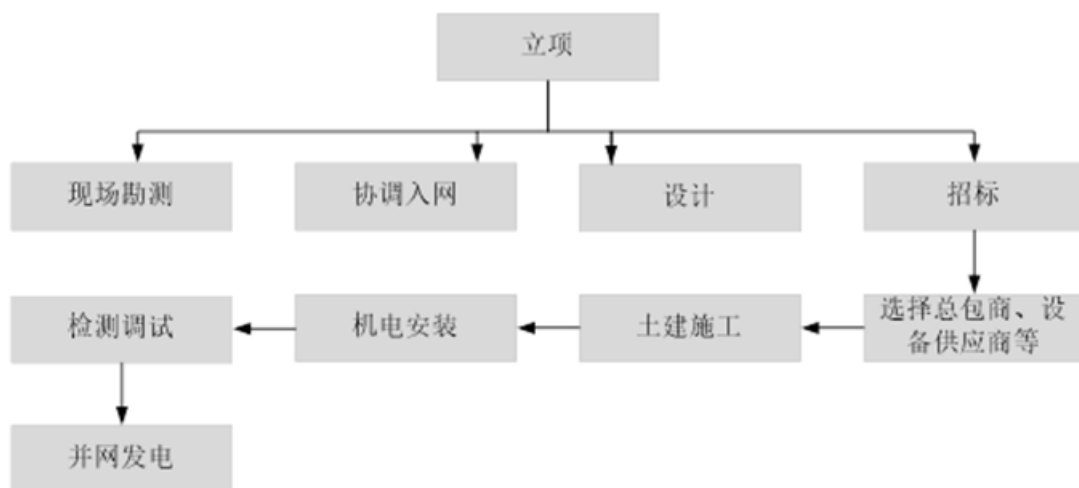 立项
现场勘测
协调入网
设计
招标
选择总包商、设
备供应商等
土建施工
机电安装
检测调试
并网发电